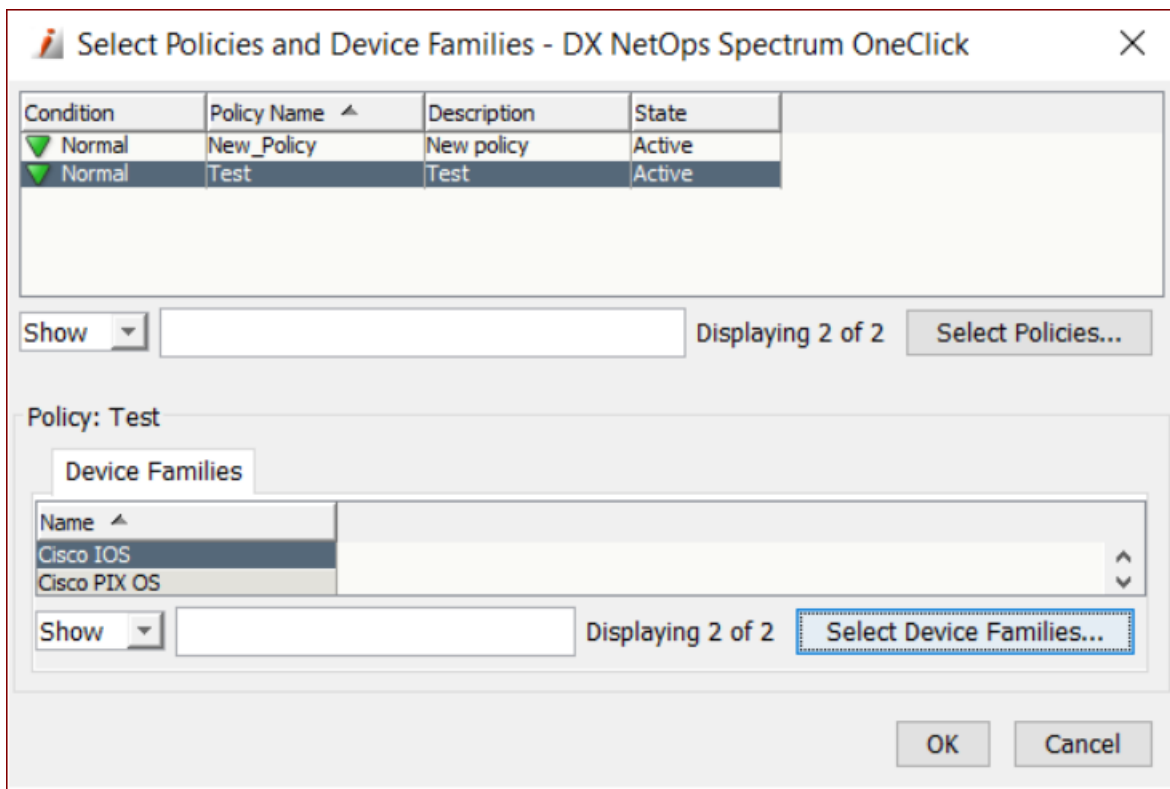 Select Policies and Device Families - DX NetOps Spectrum OneClick
Condition Policy Name Description State
Normal New_Policy New policy Active
Normal Test Test Active
Show Displaying 2 of 2 Select Policies...
Policy: Test
Device Families
Name
Cisco IOS
Cisco PIX OS
Show Displaying 2 of 2 Select Device Families...
OK Cancel